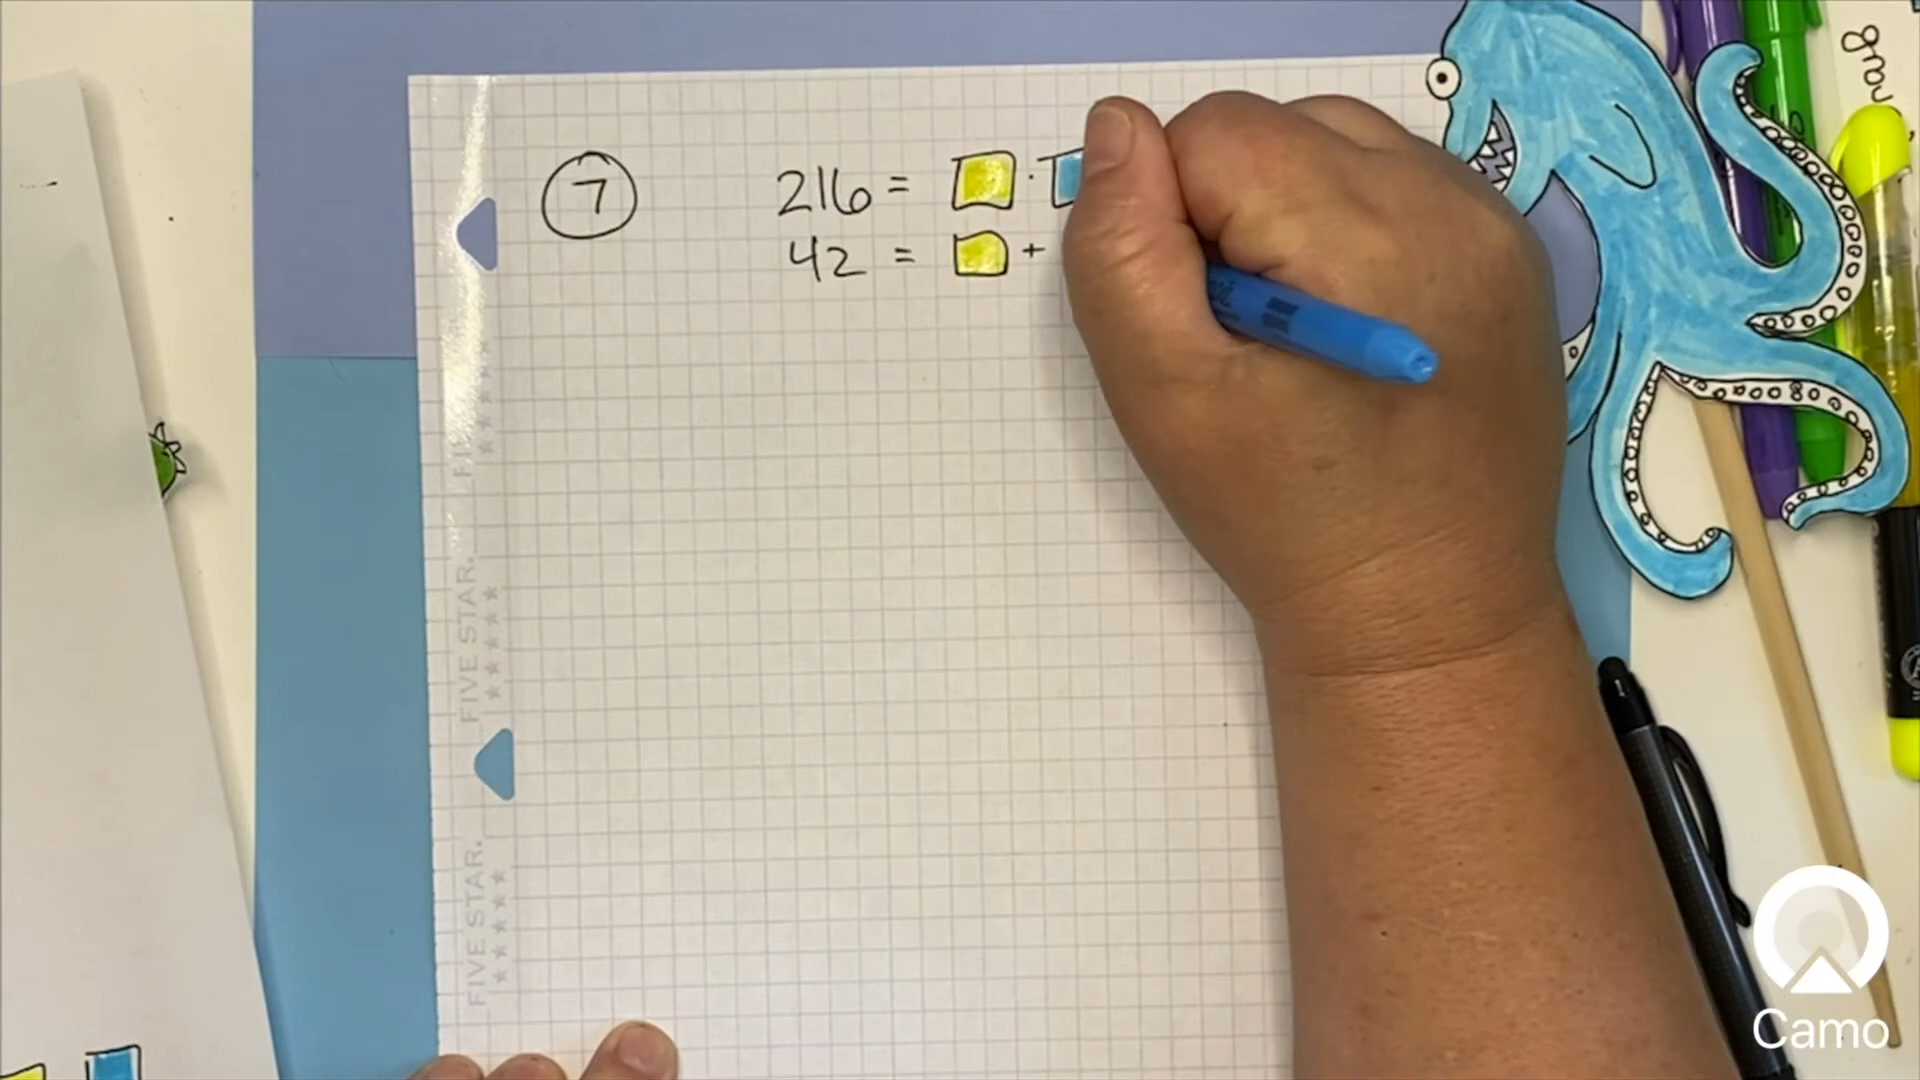 7
216 = ·
42 = +
FIVE STAR.
FIVE STAR.
Camo